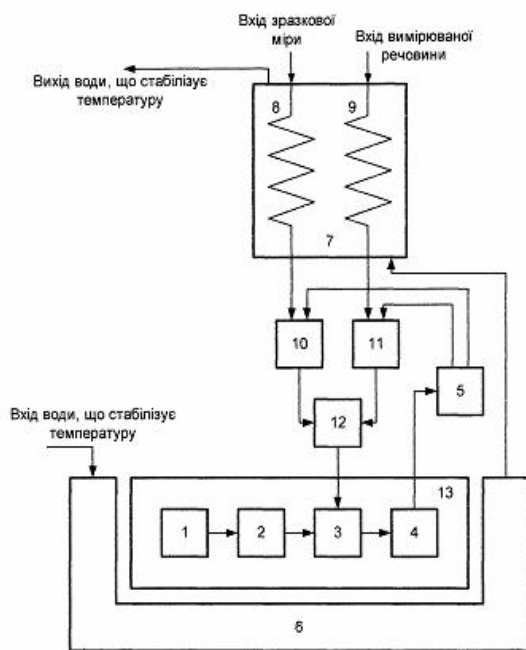 Вхід зразкової
міри
Вхід вимірюваної
речовини
Вихід води, що стабілізує
температуру
8
9
7
10
11
5
12
Вхід води, що стабілізує
температуру
13
1
2
3
4
6